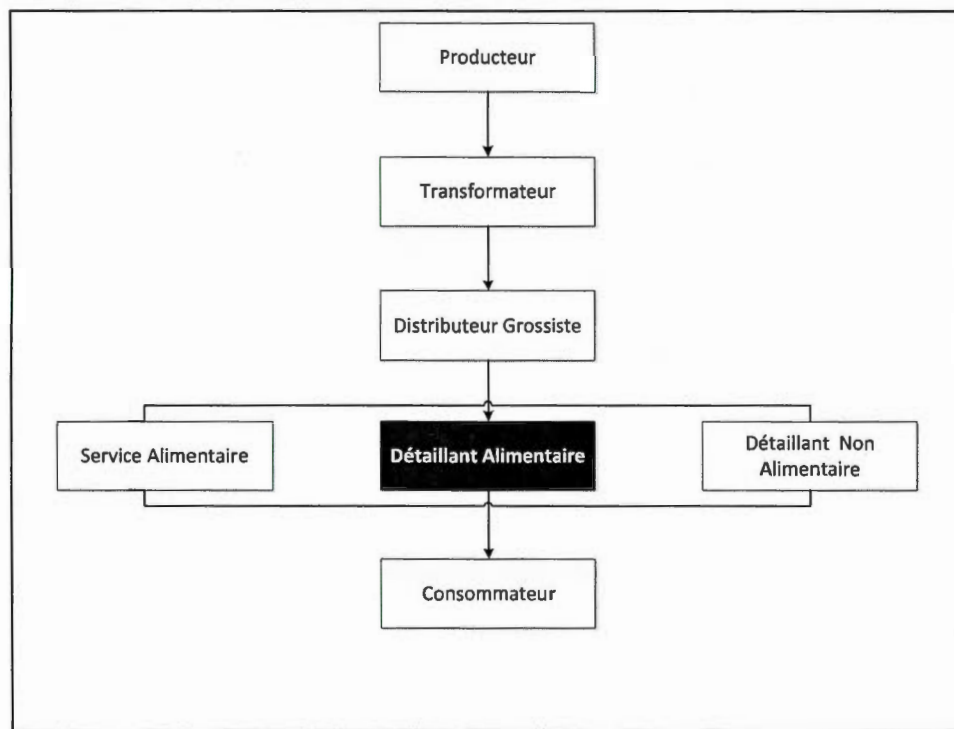 Producteur
Transformateur
Distributeur Grossiste
Service Alimentaire
Détaillant Alimentaire
Détaillant Non
Alimentaire
Consommateur